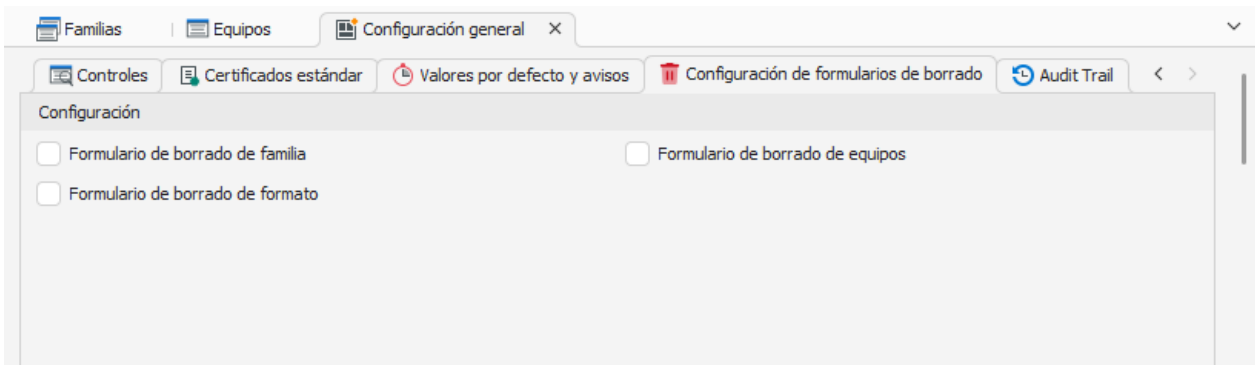 Familias Equipos Configuración general
Controles Certificados estándar Valores por defecto y avisos Configuración de formularios de borrado Audit Trail
Configuración
Formulario de borrado de familia Formulario de borrado de equipos
Formulario de borrado de formato